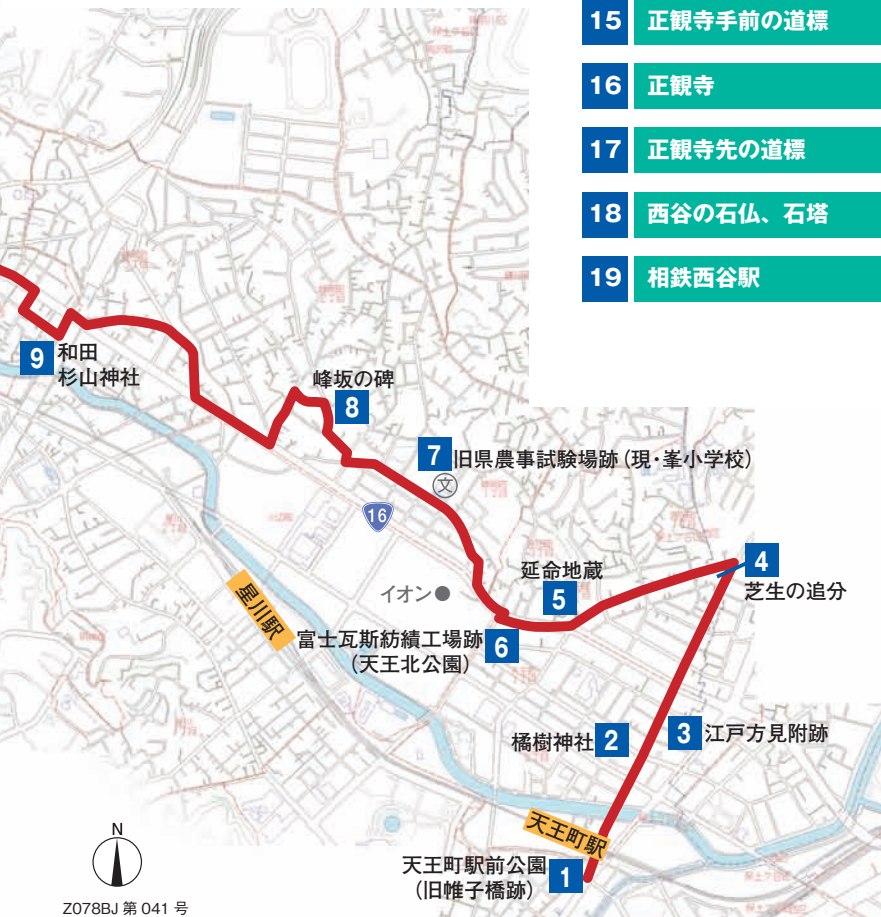 15 正観寺手前の道標
16 正観寺
17 正観寺先の道標
18 西谷の石仏、石塔
19 相鉄西谷駅
9 和田
杉山神社
峰坂の碑
8
7 旧県農事試験場跡(現・峯小学校)
文
16
4
芝生の追分
延命地蔵
5
イオン
星川駅
富士瓦斯紡績工場跡
(天王北公園)
6
橘樹神社 2
3 江戸方見附跡
天王町駅
天王町駅前公園
(旧帷子橋跡)
1
N
Z078BJ 第 041 号